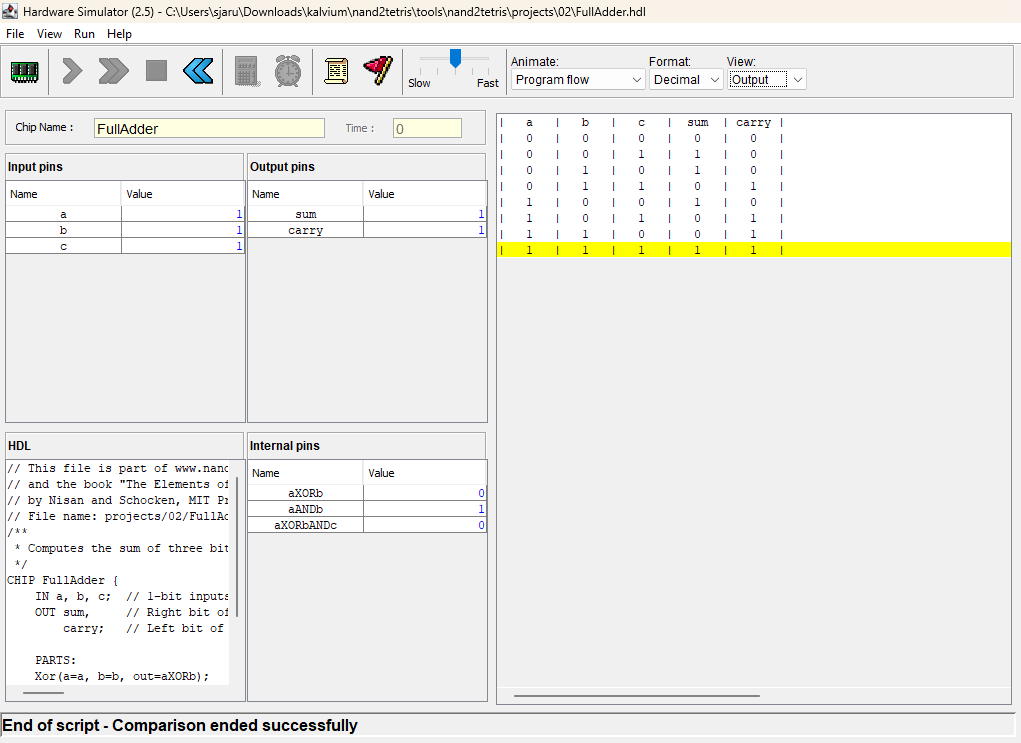 Hardware Simulator (2.5) - C:\Users\sjaru\Downloads\kalvium\nand2tetris\tools\nand2tetris\projects\02\FullAdder.hdl
File View Run Help
Slow Fast
Animate: Format: View:
Program flow Decimal Output
Chip Name : FullAdder Time : 0
Input pins
Name Value
a 1
b 1
c 1
Output pins
Name Value
sum 1
carry 1
| a | b | c | sum | carry |
| 0 | 0 | 0 | 0 | 0 |
| 0 | 0 | 1 | 1 | 0 |
| 0 | 1 | 0 | 1 | 0 |
| 0 | 1 | 1 | 0 | 1 |
| 1 | 0 | 0 | 1 | 0 |
| 1 | 0 | 1 | 0 | 1 |
| 1 | 1 | 0 | 0 | 1 |
| 1 | 1 | 1 | 1 | 1 |
HDL
// This file is part of www.nand
// and the book "The Elements of
// by Nisan and Schocken, MIT Pr
// File name: projects/02/FullAd
/**
* Computes the sum of three bit
*/
CHIP FullAdder {
IN a, b, c; // 1-bit inputs
OUT sum, // Right bit of
carry; // Left bit of
PARTS:
Xor(a=a, b=b, out=aXORb);
Internal pins
Name Value
aXORb 0
aANDb 1
aXORbANDc 0
End of script - Comparison ended successfully